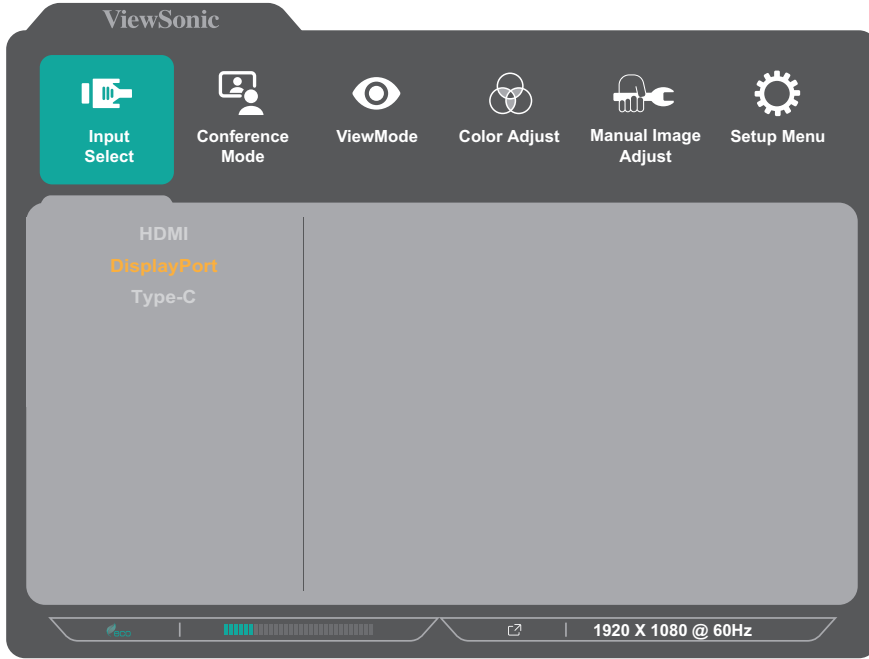 ViewSonic
Input Select
Conference Mode
ViewMode
Color Adjust
Manual Image Adjust
Setup Menu
HDMI
DisplayPort
Type-C
eco
1920 X 1080 @ 60Hz